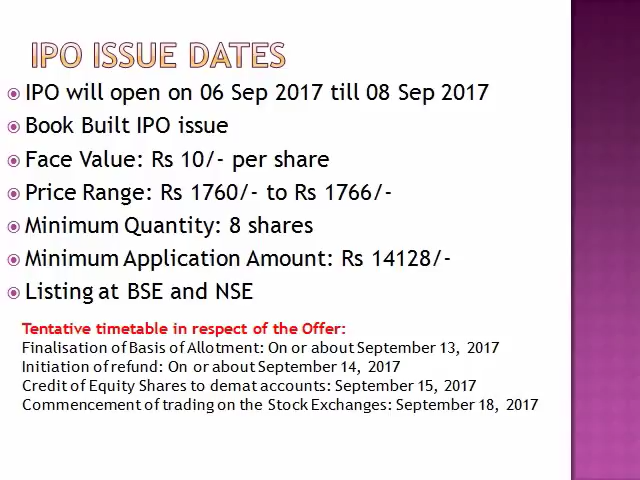 IPO ISSUE DATES
IPO will open on 06 Sep 2017 till 08 Sep 2017
Book Built IPO issue
Face Value: Rs 10/- per share
Price Range: Rs 1760/- to Rs 1766/-
Minimum Quantity: 8 shares
Minimum Application Amount: Rs 14128/-
Listing at BSE and NSE
Tentative timetable in respect of the Offer:
Finalisation of Basis of Allotment: On or about September 13, 2017
Initiation of refund: On or about September 14, 2017
Credit of Equity Shares to demat accounts: September 15, 2017
Commencement of trading on the Stock Exchanges: September 18, 2017